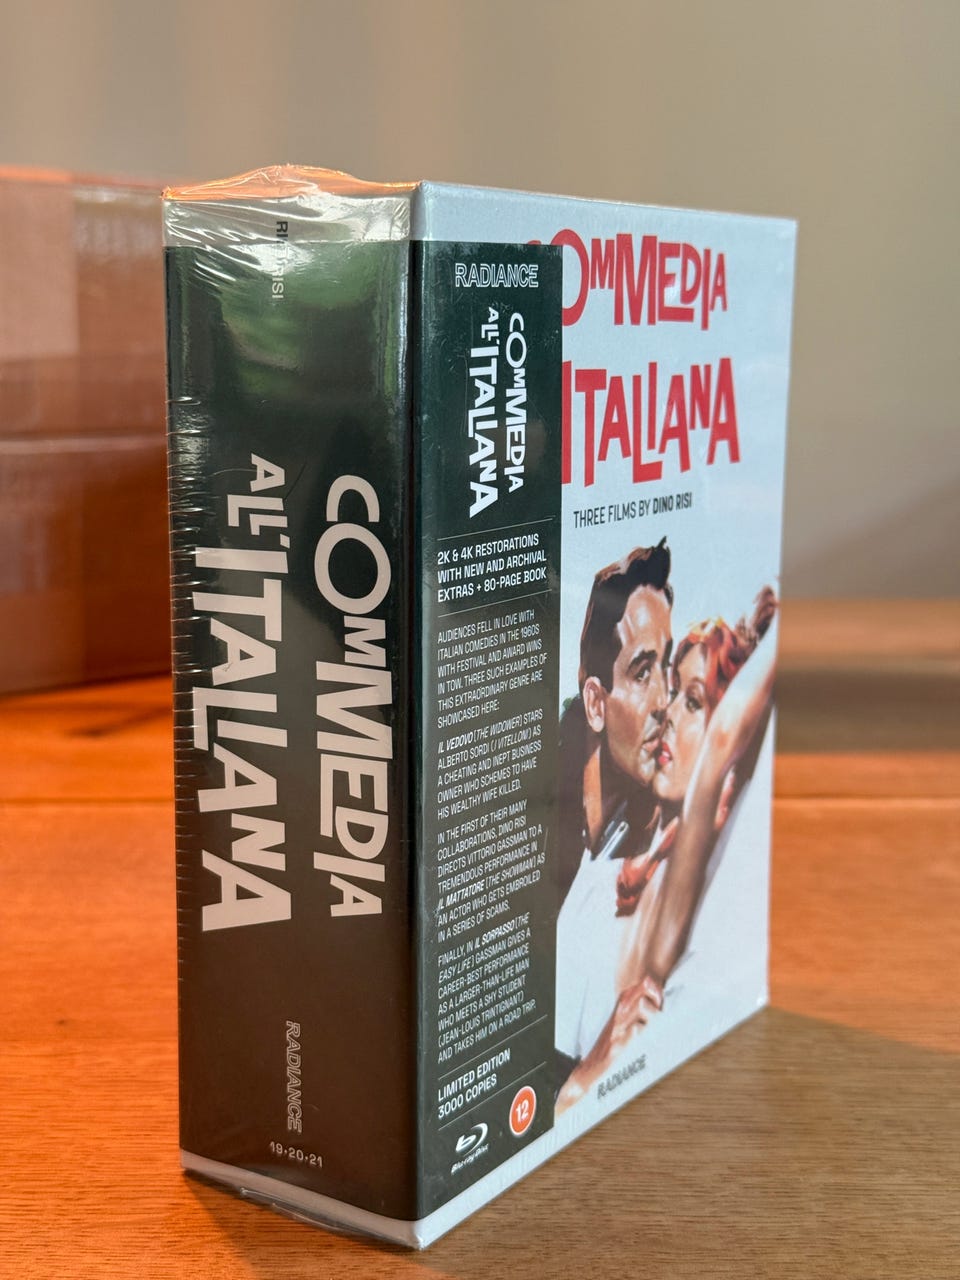 RISI
ALL'ITALIANA
COMMEDIA
RADIANCE
19•20•21
RADIANCE
COMMEDIA
ALL'ITALIANA
2K & 4K RESTORATIONS
WITH NEW AND ARCHIVAL
EXTRAS + 80-PAGE BOOK
AUDIENCES FELL IN LOVE WITH
ITALIAN COMEDIES IN THE 1960S
WITH FESTIVAL AND AWARD WINS
IN TOW. THREE SUCH EXAMPLES OF
THIS EXTRAORDINARY GENRE ARE
SHOWCASED HERE:
IL VEDOVO (THE WIDOWER) STARS
ALBERTO SORDI (I VITELLONI) AS
A CHEATING AND INEPT BUSINESS
OWNER WHO SCHEMES TO HAVE
HIS WEALTHY WIFE KILLED.
IN THE FIRST OF THEIR MANY
COLLABORATIONS, DINO RISI
DIRECTS VITTORIO GASSMAN TO A
TREMENDOUS PERFORMANCE IN
IL MATTATORE (THE SHOWMAN) AS
AN ACTOR WHO GETS EMBROILED
IN A SERIES OF SCAMS.
FINALLY, IN IL SORPASSO (THE
EASY LIFE) GASSMAN GIVES A
CAREER-BEST PERFORMANCE
AS A LARGER-THAN-LIFE MAN
WHO MEETS A SHY STUDENT
(JEAN-LOUIS TRINTIGNANT)
AND TAKES HIM ON A ROAD TRIP.
LIMITED EDITION
3000 COPIES
Blu-ray Disc
12
COMMEDIA
ITALIANA
THREE FILMS BY DINO RISI
RADIANCE